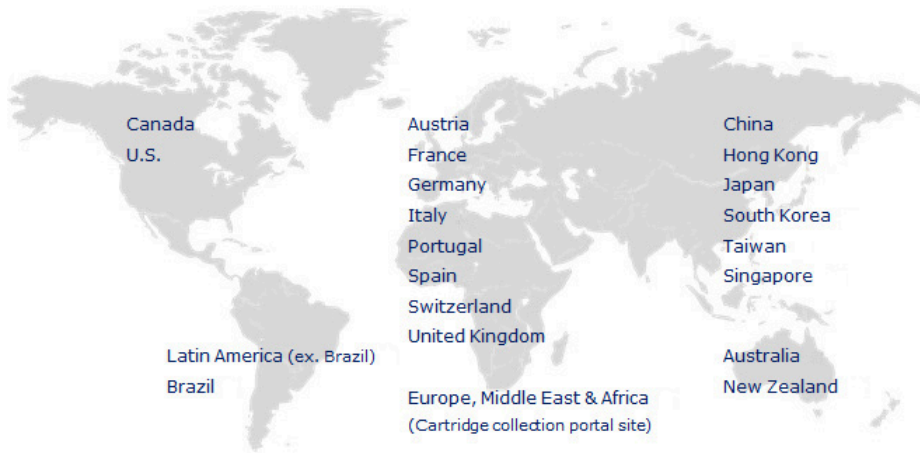 Canada
U.S.
Latin America (ex. Brazil)
Brazil
Austria
France
Germany
Italy
Portugal
Spain
Switzerland
United Kingdom
Europe, Middle East & Africa
(Cartridge collection portal site)
China
Hong Kong
Japan
South Korea
Taiwan
Singapore
Australia
New Zealand